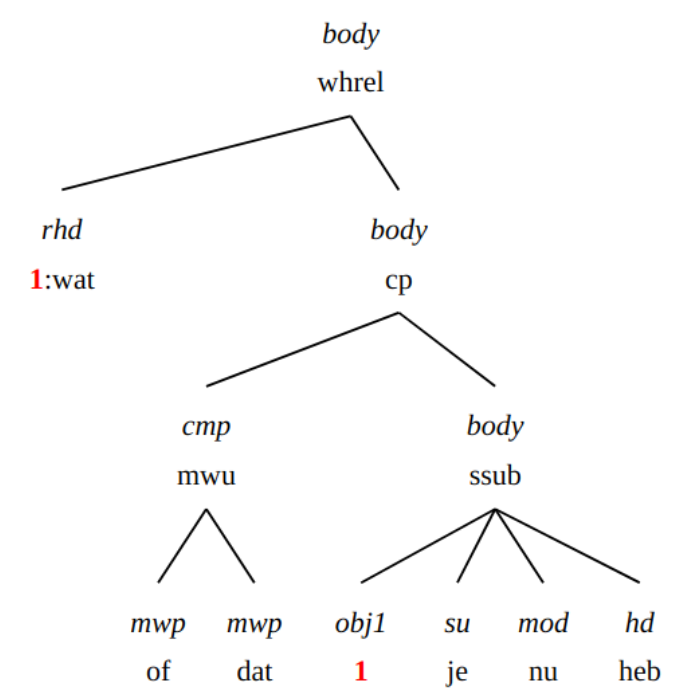 body
whrel
rhd body
1:wat cp
cmp body
mwu ssub
mwp mwp obj1 su mod hd
of dat 1 je nu heb